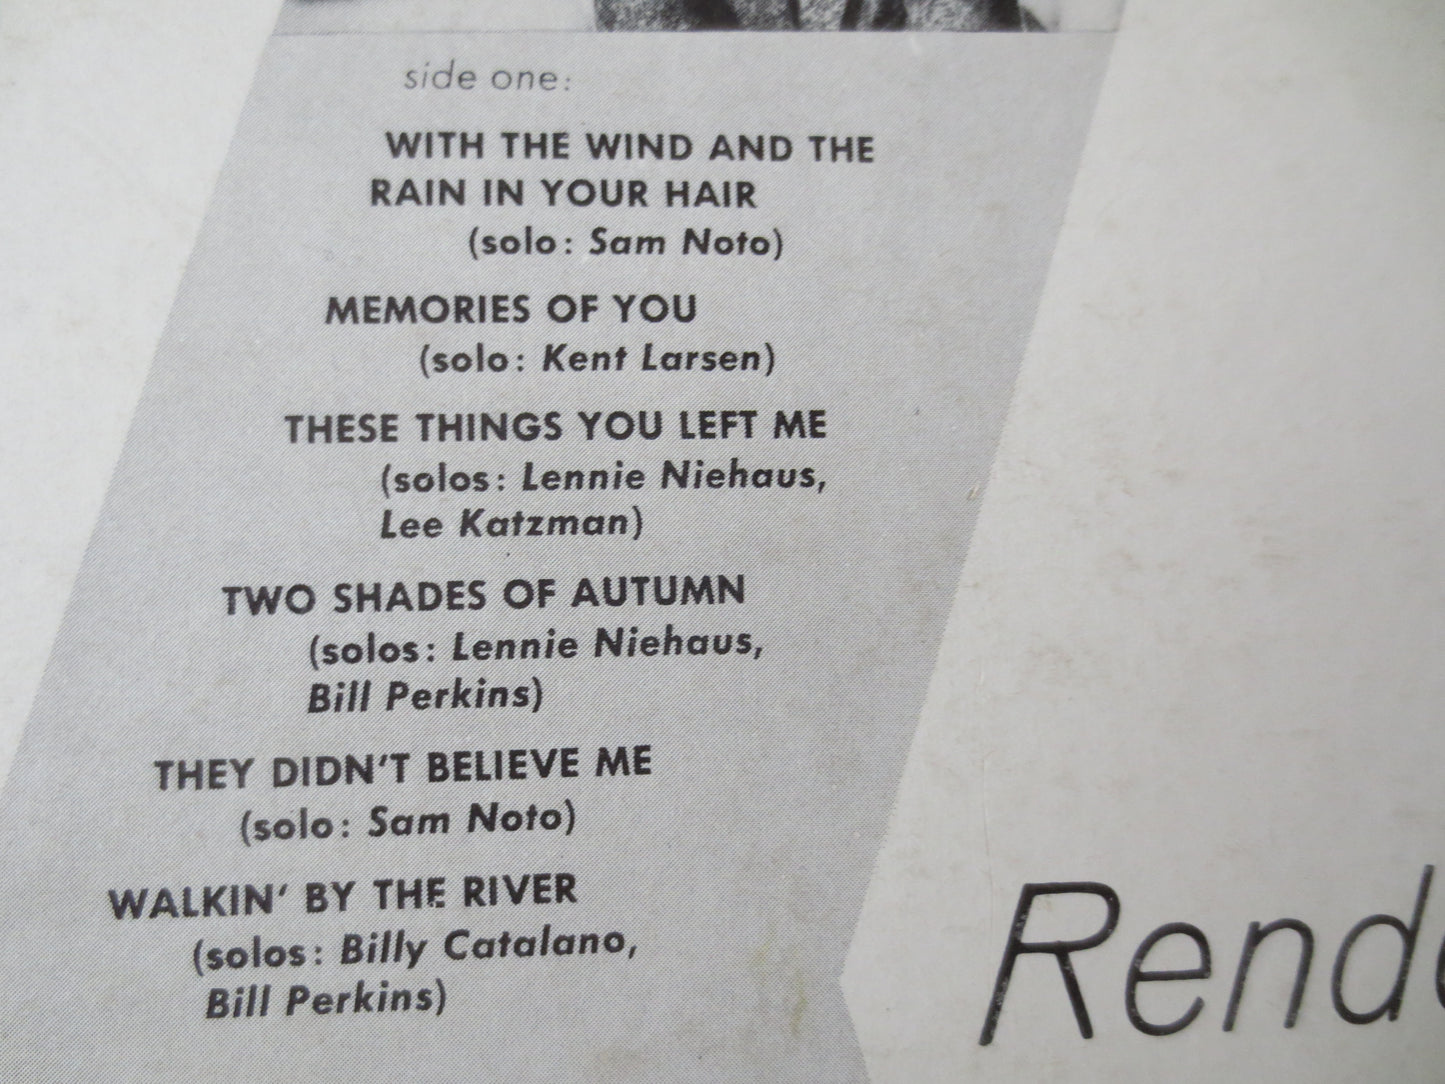 side one:
WITH THE WIND AND THE
RAIN IN YOUR HAIR
(solo: Sam Noto)
MEMORIES OF YOU
(solo: Kent Larsen)
THESE THINGS YOU LEFT ME
(solos: Lennie Niehaus,
Lee Katzman)
TWO SHADES OF AUTUMN
(solos: Lennie Niehaus,
Bill Perkins)
THEY DIDN'T BELIEVE ME
(solo: Sam Noto)
WALKIN' BY THE RIVER
(solos: Billy Catalano,
Bill Perkins)
Rend